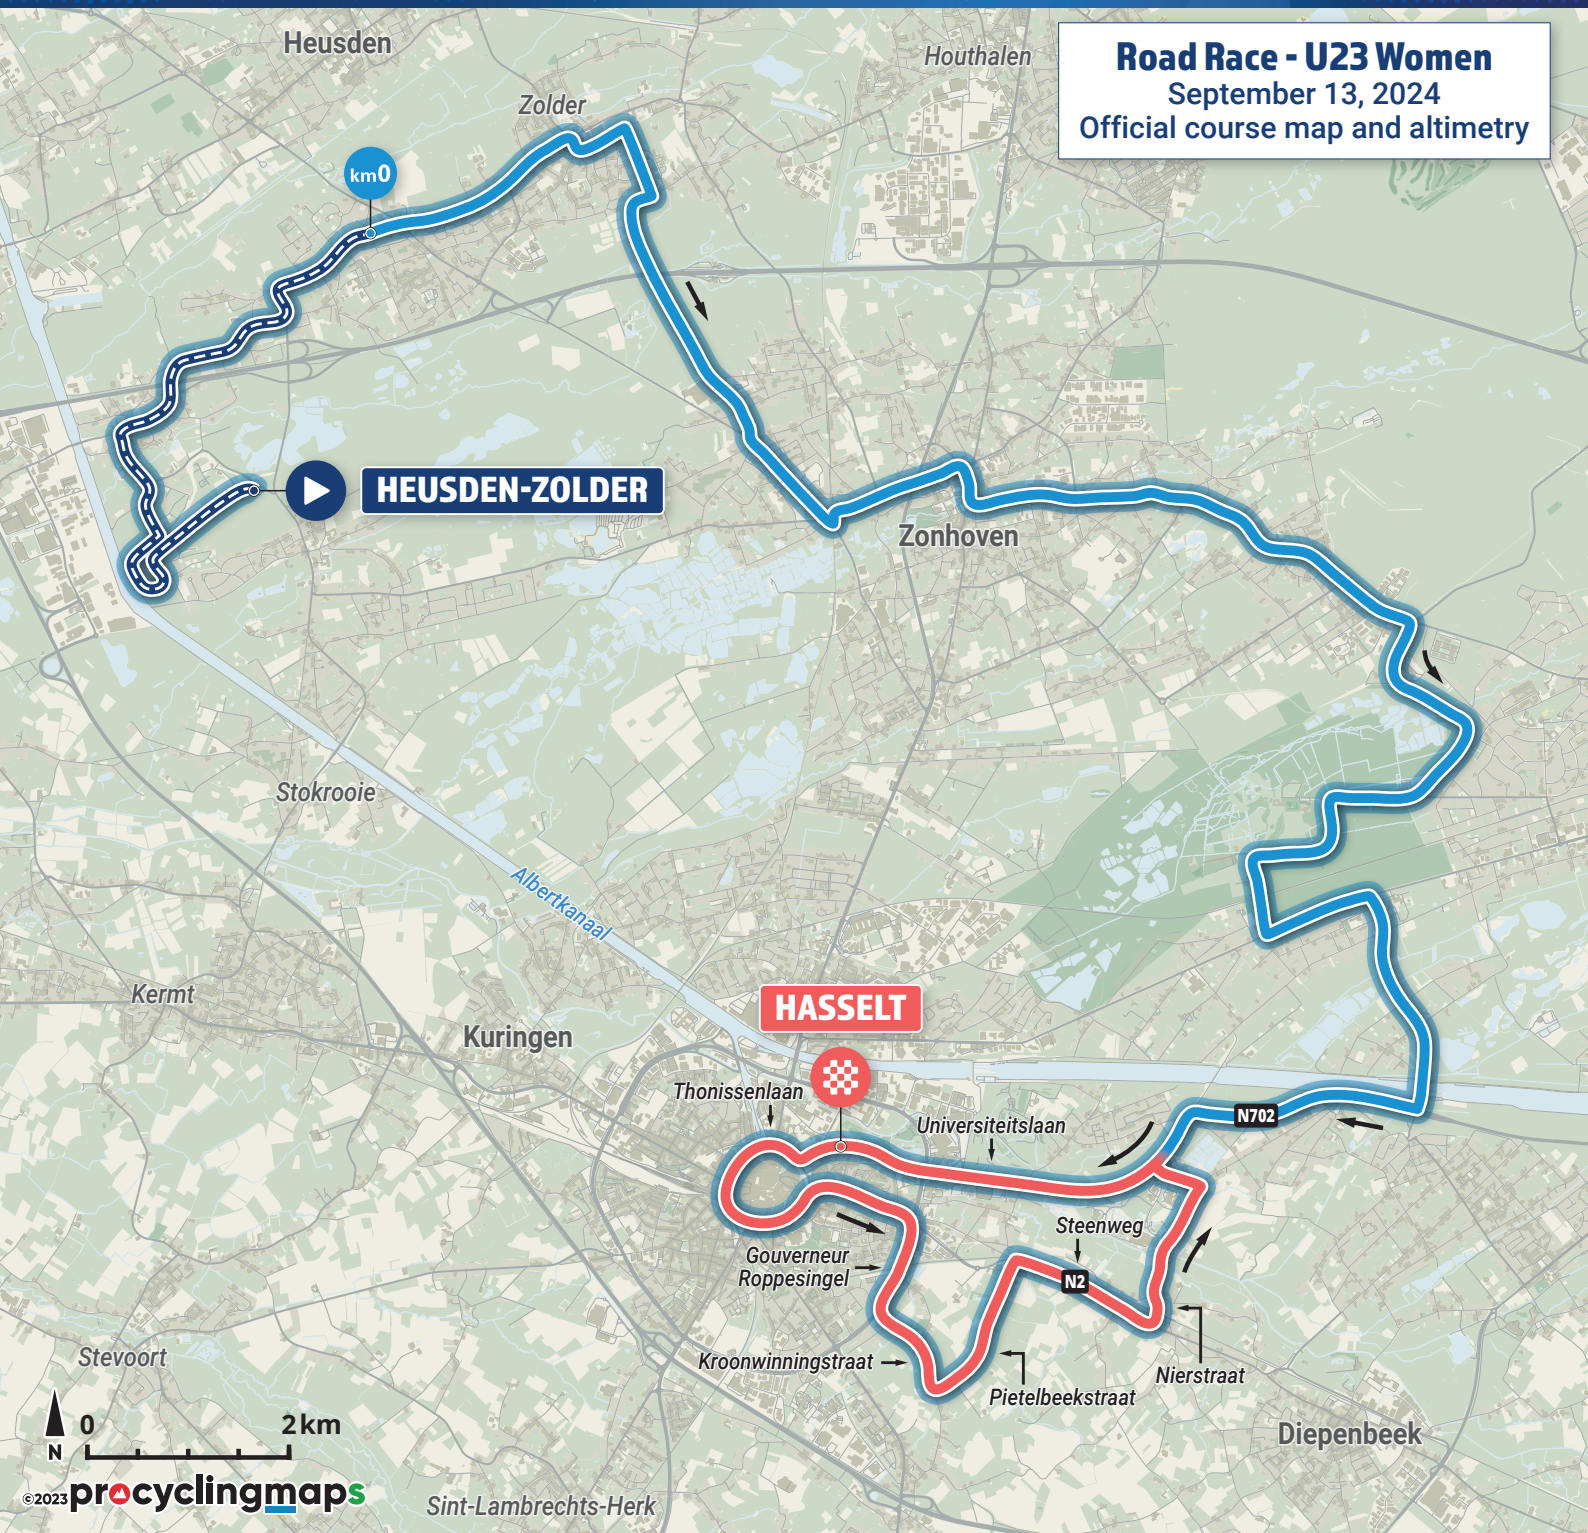 Heusden
Houthalen
Road Race - U23 Women
September 13, 2024
Official course map and altimetry
Zolder
km0
HEUSDEN-ZOLDER
Zonhoven
Stokrooie
Albertkanaal
Kermt
HASSELT
Kuringen
Thonissenlaan
Universiteitslaan
N702
Steenweg
Gouverneur
Roppesingel
N2
Kroonwinningstraat
Pietelbeekstraat
Nierstraat
Stevoort
Diepenbeek
0 2km
N
©2023 procyclingmaps
Sint-Lambrechts-Herk